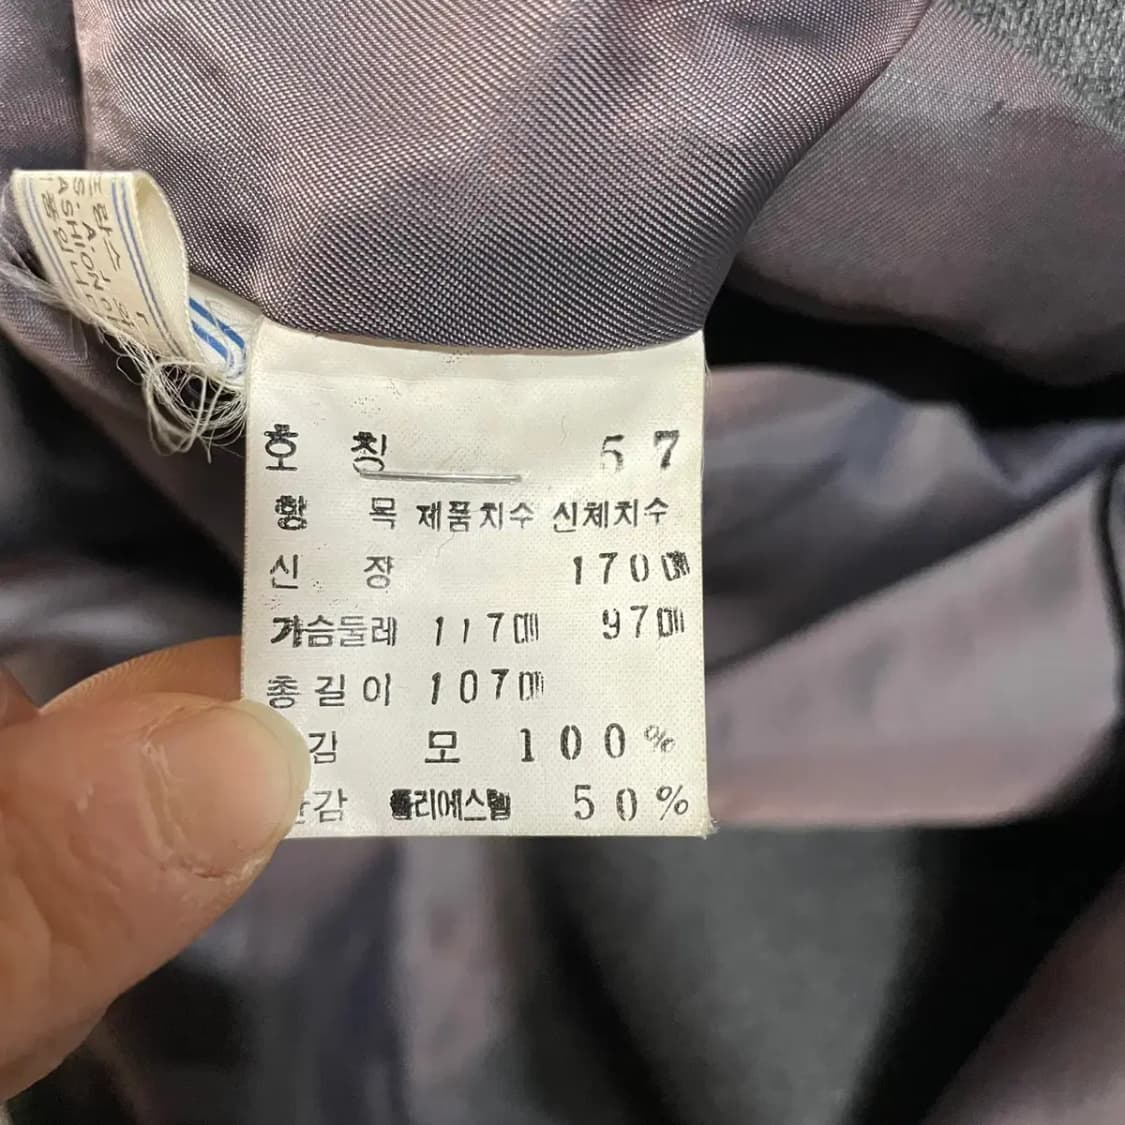 호 칭 57
항 목 제품치수 신체치수
신 장 170㎝
가슴둘레 117㎝ 97㎝
총길이 107㎝
감 모 100%
감 폴리에스텔 50%